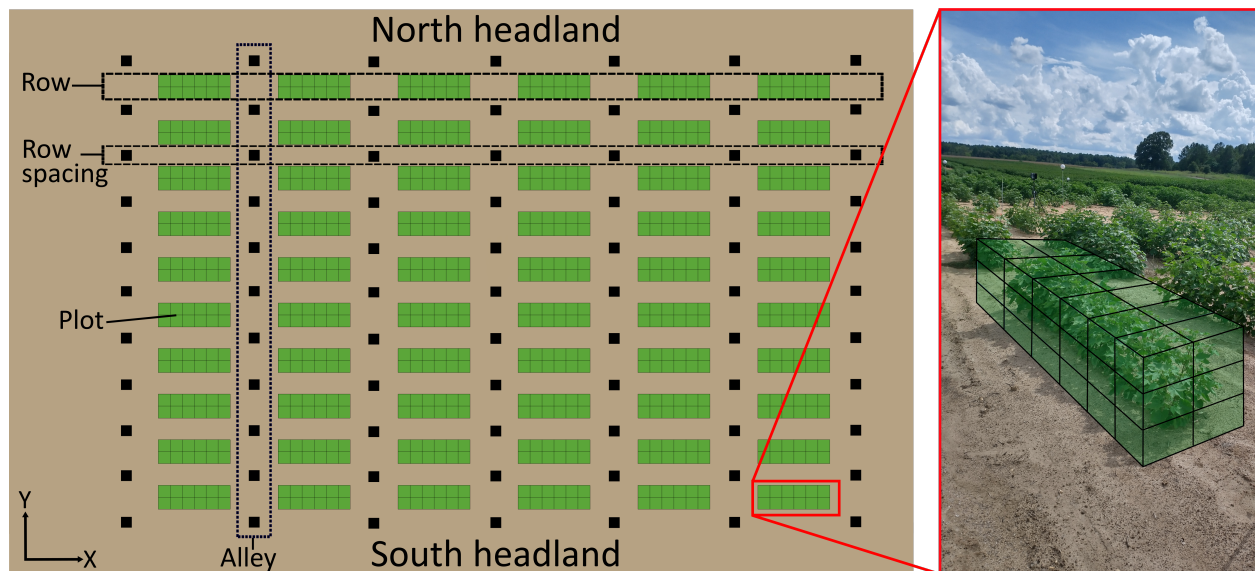 North headland
Row
Row
spacing
Plot
Y
X
Alley
South headland